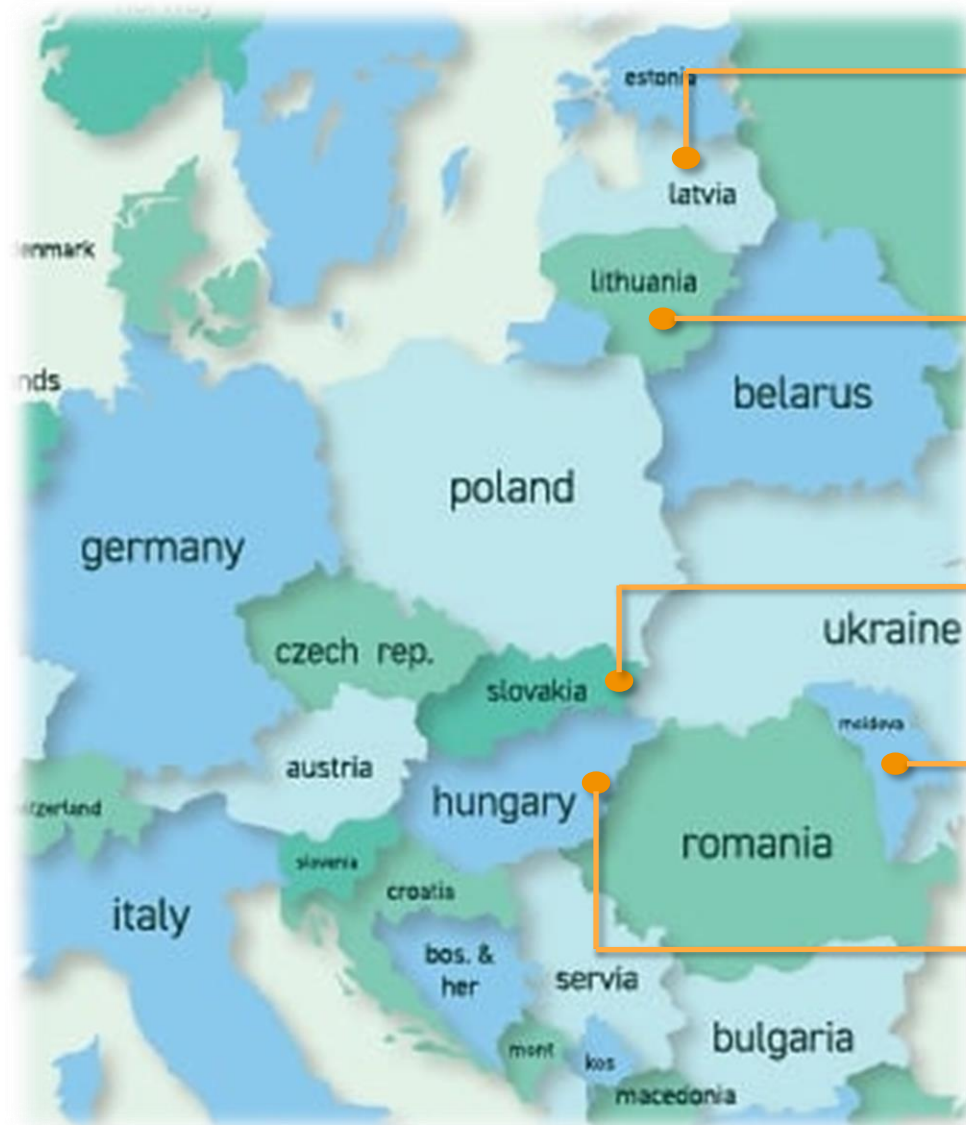 estonia
latvia
enmark
lithuania
nds
belarus
poland
germany
ukraine
czech rep.
slovakia
moldova
austria
hungary
zerland
romania
slovenia
croatia
italy
bos. &
her
servia
bulgaria
mont
kos
macedonia